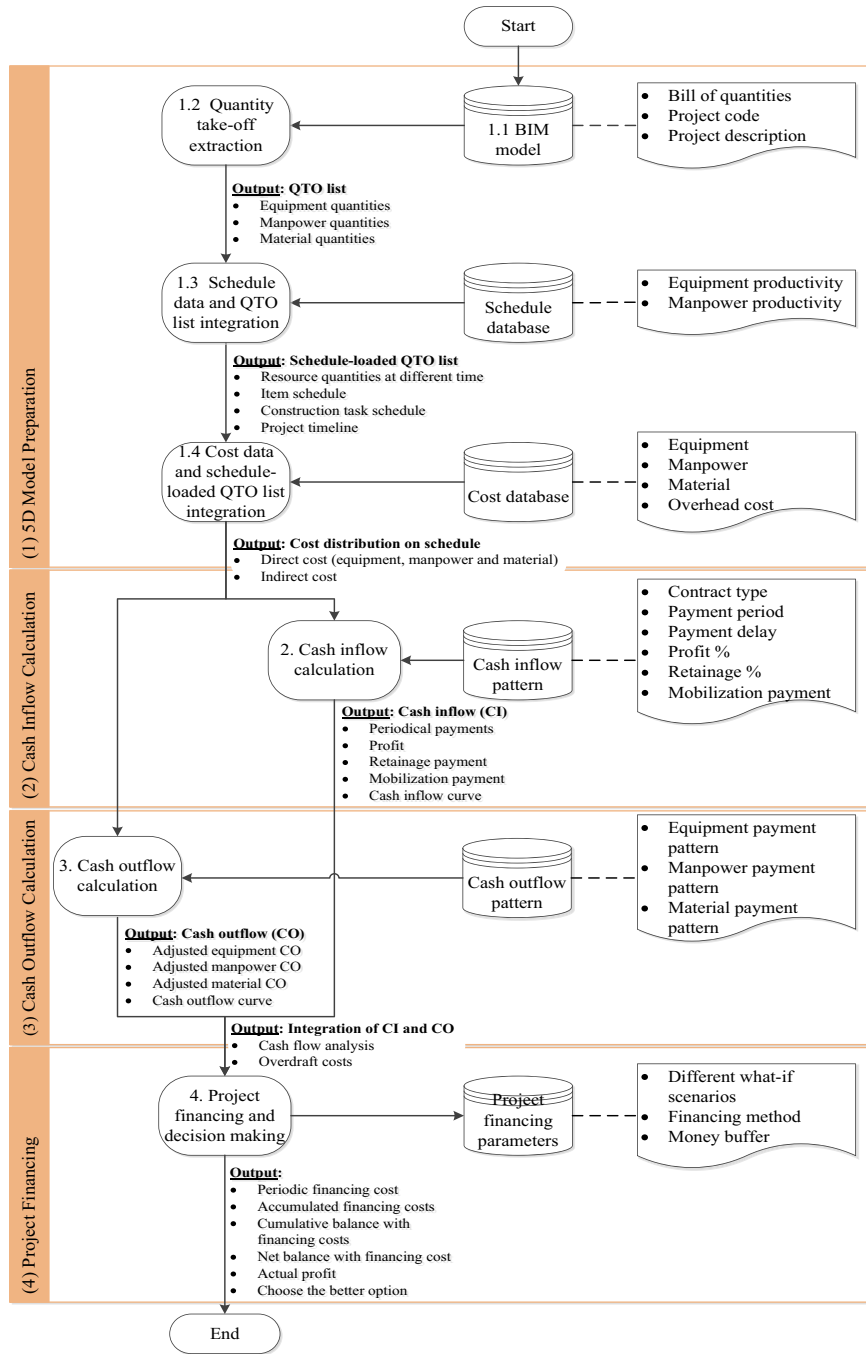 Start
(1) 5D Model Preparation
1.2 Quantity
take-off
extraction
1.1 BIM
model
• Bill of quantities
• Project code
• Project description
Output: QTO list
• Equipment quantities
• Manpower quantities
• Material quantities
1.3 Schedule
data and QTO
list integration
Schedule
database
• Equipment productivity
• Manpower productivity
Output: Schedule-loaded QTO list
• Resource quantities at different time
• Item schedule
• Construction task schedule
• Project timeline
1.4 Cost data
and schedule-
loaded QTO list
integration
Cost database
• Equipment
• Manpower
• Material
• Overhead cost
Output: Cost distribution on schedule
• Direct cost (equipment, manpower and material)
• Indirect cost
(2) Cash Inflow Calculation
2. Cash inflow
calculation
Cash inflow
pattern
• Contract type
• Payment period
• Payment delay
• Profit %
• Retainage %
• Mobilization payment
Output: Cash inflow (CI)
• Periodical payments
• Profit
• Retainage payment
• Mobilization payment
• Cash inflow curve
(3) Cash Outflow Calculation
3. Cash outflow
calculation
Cash outflow
pattern
• Equipment payment
pattern
• Manpower payment
pattern
• Material payment
pattern
Output: Cash outflow (CO)
• Adjusted equipment CO
• Adjusted manpower CO
• Adjusted material CO
• Cash outflow curve
Output: Integration of CI and CO
• Cash flow analysis
• Overdraft costs
(4) Project Financing
4. Project
financing and
decision making
Project
financing
parameters
• Different what-if
scenarios
• Financing method
• Money buffer
Output:
• Periodic financing cost
• Accumulated financing costs
• Cumulative balance with
financing costs
• Net balance with financing cost
• Actual profit
• Choose the better option
End